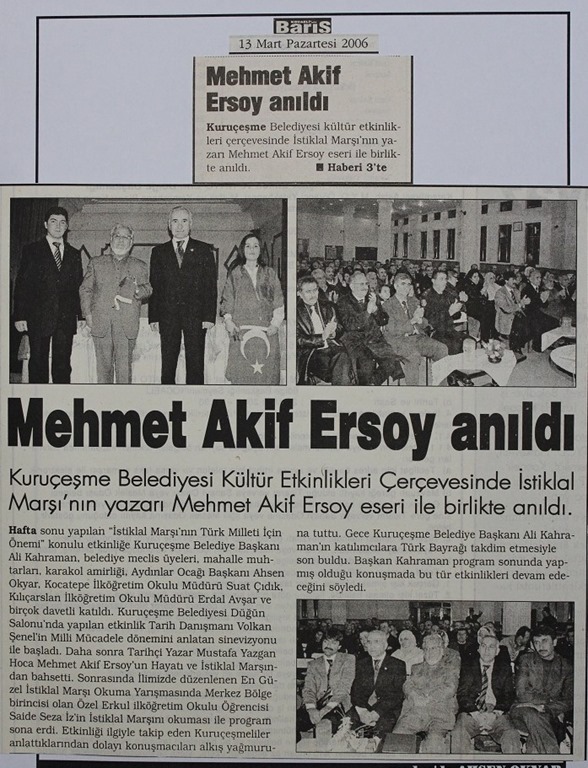 Barış
13 Mart Pazartesi 2006
Mehmet Akif
Ersoy anıldı
Kuruçeşme Belediyesi kültür etkinlik-
leri çerçevesinde İstiklal Marşı'nın ya-
zarı Mehmet Akif Ersoy eseri ile birlik-
te anıldı. ■ Haberi 3'te
Mehmet Akif Ersoy anıldı
Kuruçeşme Belediyesi Kültür Etkinlikleri Çerçevesinde İstiklal
Marşı'nın yazarı Mehmet Akif Ersoy eseri ile birlikte anıldı.
Hafta sonu yapılan "İstiklal Marşı'nın Türk Milleti İçin
Önemi" konulu etkinliğe Kuruçeşme Belediye Başkanı
Ali Kahraman, belediye meclis üyeleri, mahalle muh-
tarları, karakol amirliği, Aydınlar Ocağı Başkanı Ahsen
Okyar, Kocatepe İlköğretim Okulu Müdürü Suat Çıdık,
Kılıçarslan İlköğretim Okulu Müdürü Erdal Avşar ve
birçok davetli katıldı. Kuruçeşme Belediyesi Düğün
Salonu'nda yapılan etkinlik Tarih Danışmanı Volkan
Şenel'in Milli Mücadele dönemini anlatan sinevizyonu
ile başladı. Daha sonra Tarihçi Yazar Mustafa Yazgan
Hoca Mehmet Akif Ersoy'un Hayatı ve İstiklal Marşın-
dan bahsetti. Sonrasında İlimizde düzenlenen En Gü-
zel İstiklal Marşı Okuma Yarışmasında Merkez Bölge
birincisi olan Özel Erkul ilköğretim Okulu Öğrencisi
Saide Seza İz'in İstiklal Marşını okuması ile program
sona erdi. Etkinliği ilgiyle takip eden Kuruçeşmeliler
anlattıklarından dolayı konuşmacıları alkış yağmuru-
na tuttu. Gece Kuruçeşme Belediye Başkanı Ali Kahra-
man'ın katılımcılara Türk Bayrağı takdim etmesiyle
son buldu. Başkan Kahraman program sonunda yap-
mış olduğu konuşmada bu tür etkinlikleri devam ede-
ceğini söyledi.
AHSEN OKYAR